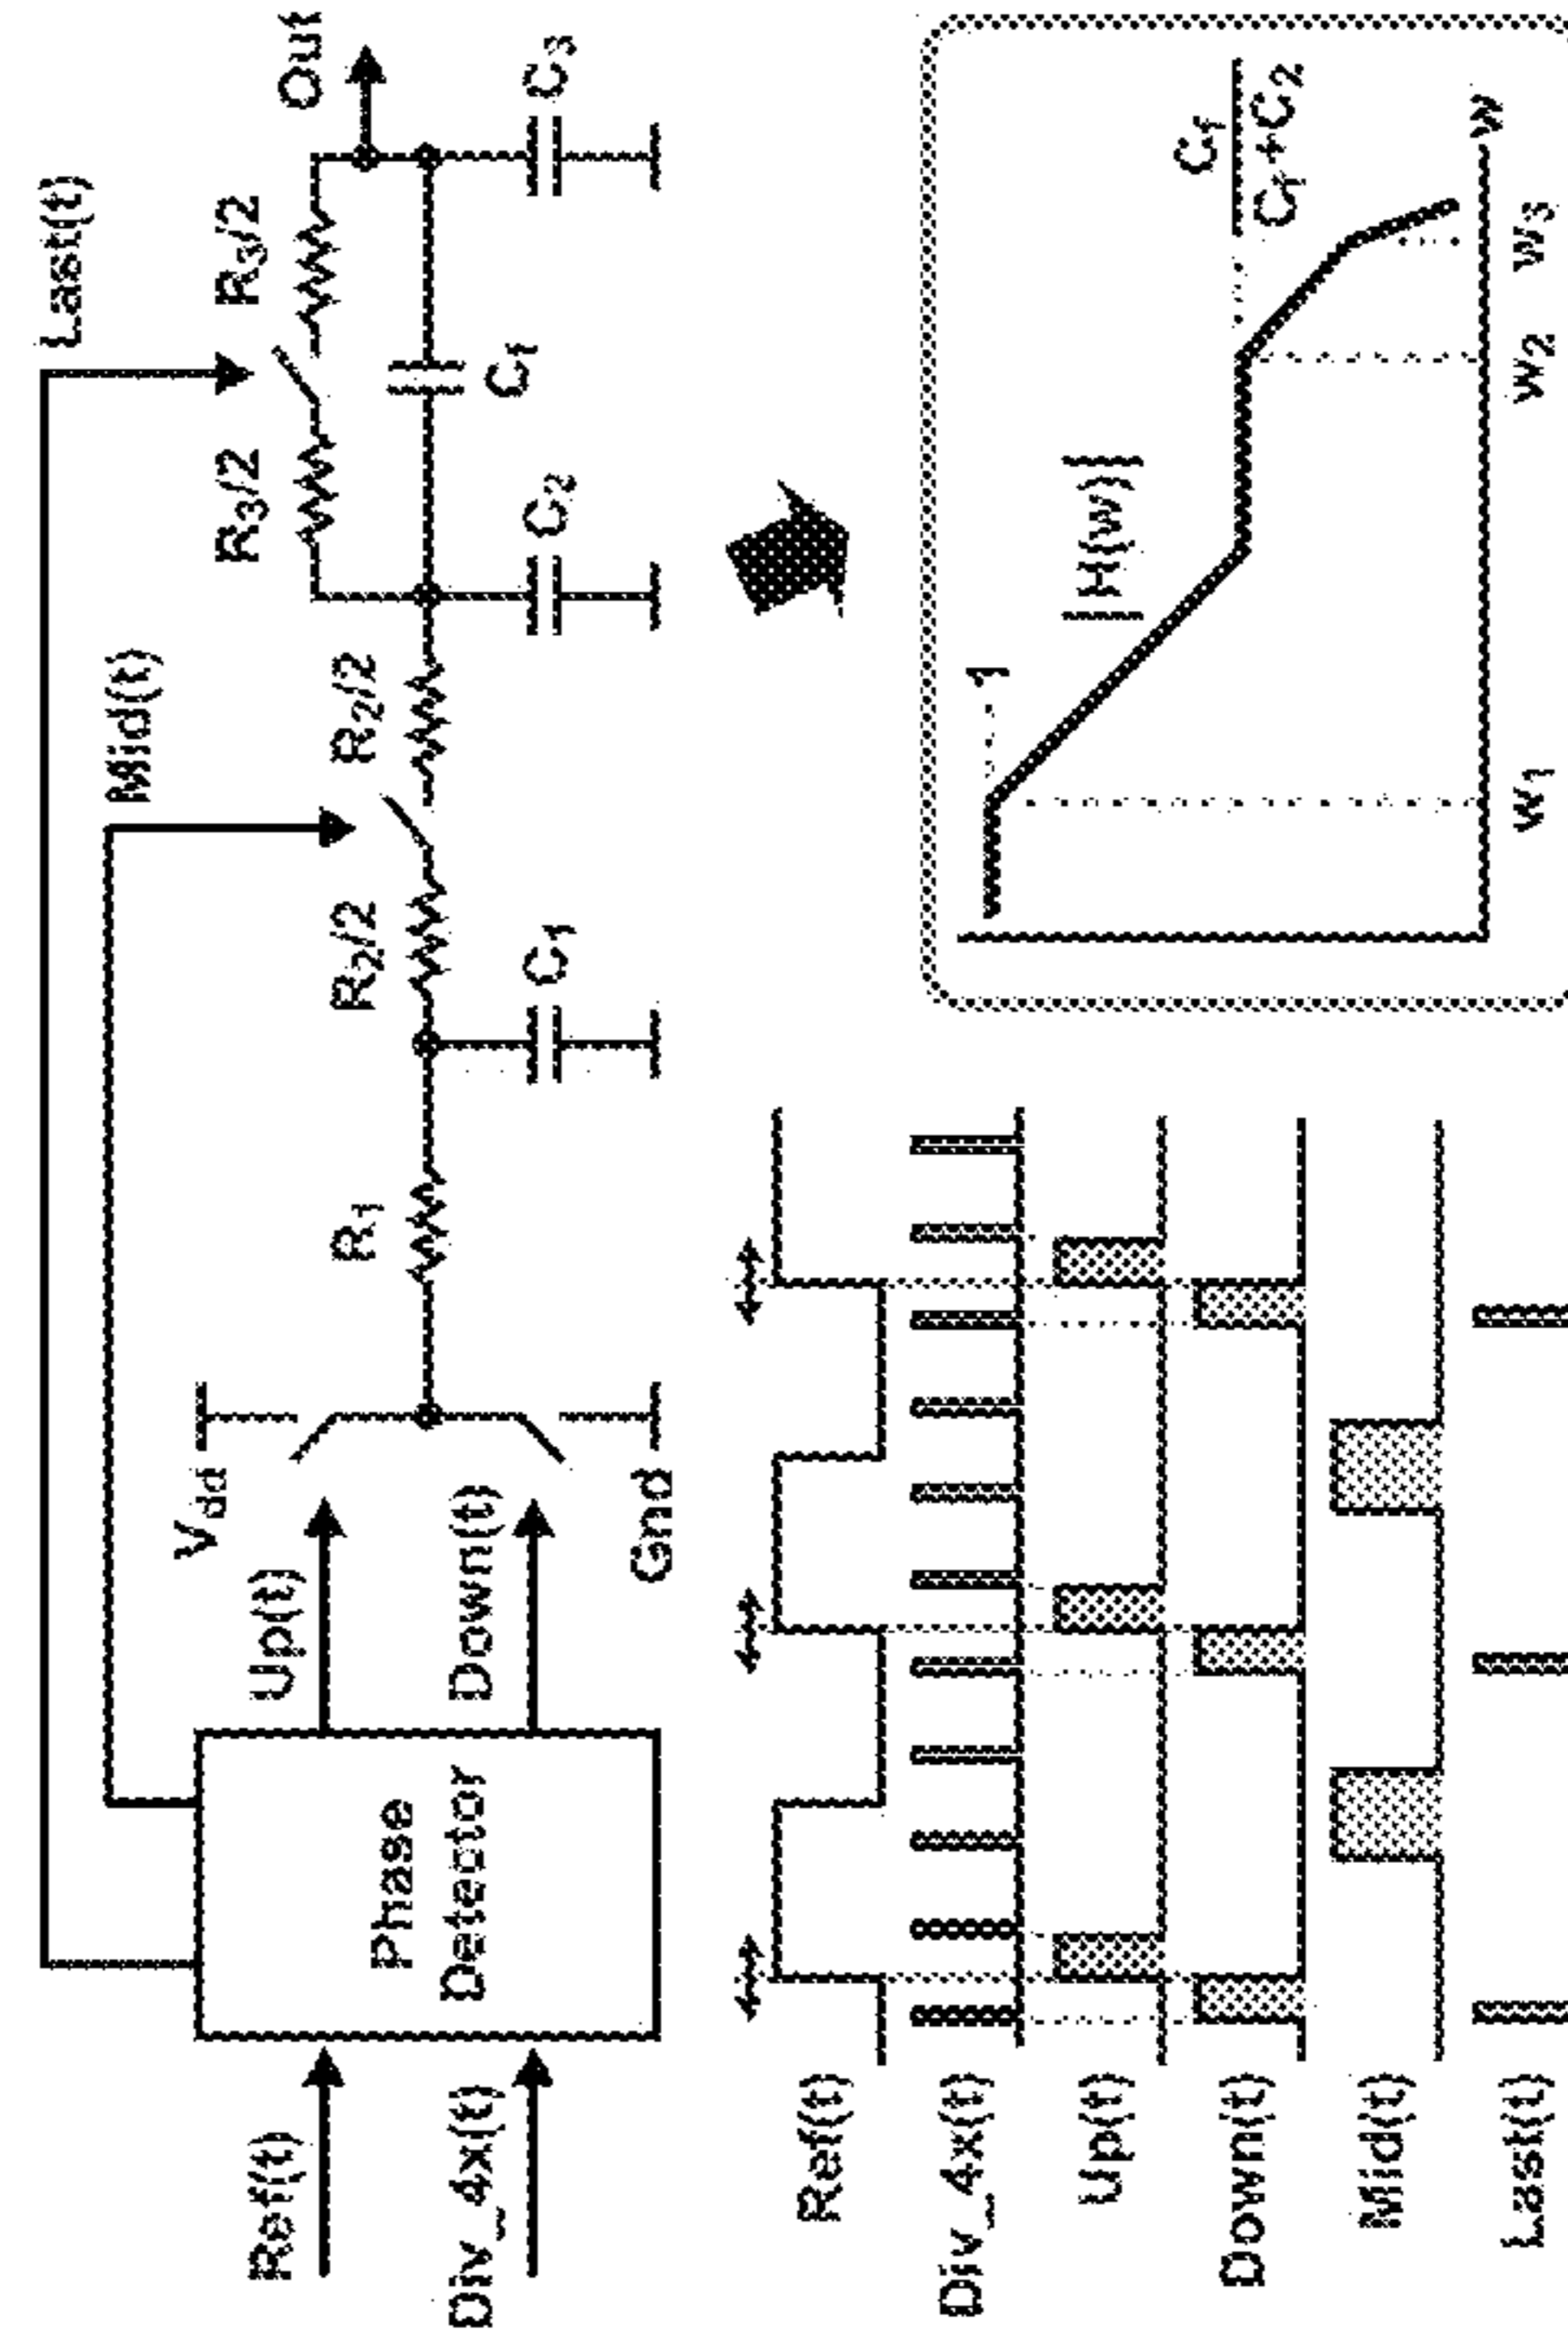 Last(t)
Mid(t)
Ref(t)
Div_4x(t)
Phase
Detector
Up(t)
Down(t)
Vdd
Gnd
R1
C1
R2/2
R2/2
C2
R3/2
R3/2
Cf
C3
Out
Ref(t)
Div_4x(t)
Up(t)
Down(t)
Mid(t)
Last(t)
1
|H(w)|
Cf
Cf+C2
w1
w2
w3
w